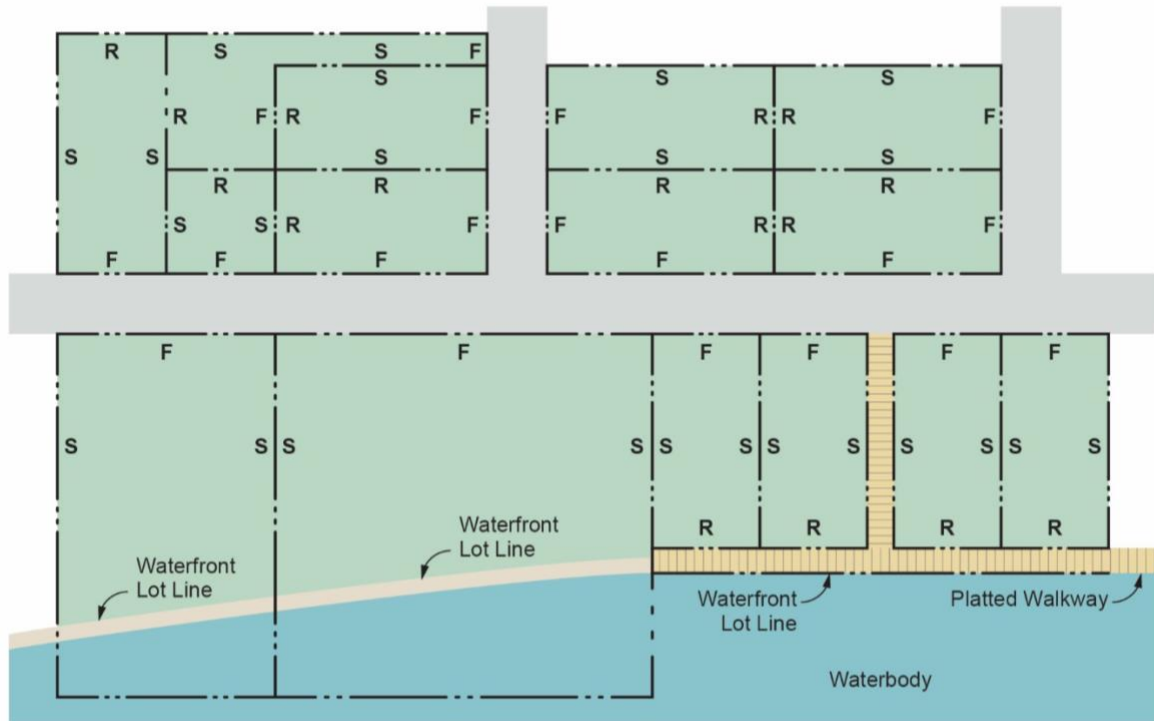 R S S F
S
R F R F F R R F
S
S S S S S
R R R R
S S R F F R R F
F F F F F
F F F F F F
S S S S S S S S S S
R R R R
Waterfront
Lot Line
Waterfront
Lot Line
Waterfront
Lot Line
Platted Walkway
Waterbody